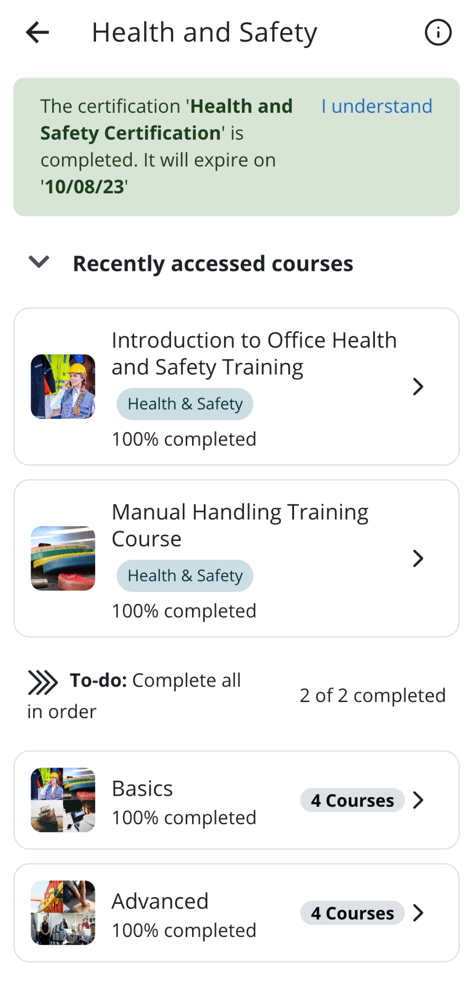 Health and Safety
The certification 'Health and
Safety Certification' is
completed. It will expire on
'10/08/23'
I understand
Recently accessed courses
Introduction to Office Health
and Safety Training
Health & Safety
100% completed
Manual Handling Training
Course
Health & Safety
100% completed
To-do: Complete all
in order
2 of 2 completed
Basics
100% completed
4 Courses
Advanced
100% completed
4 Courses